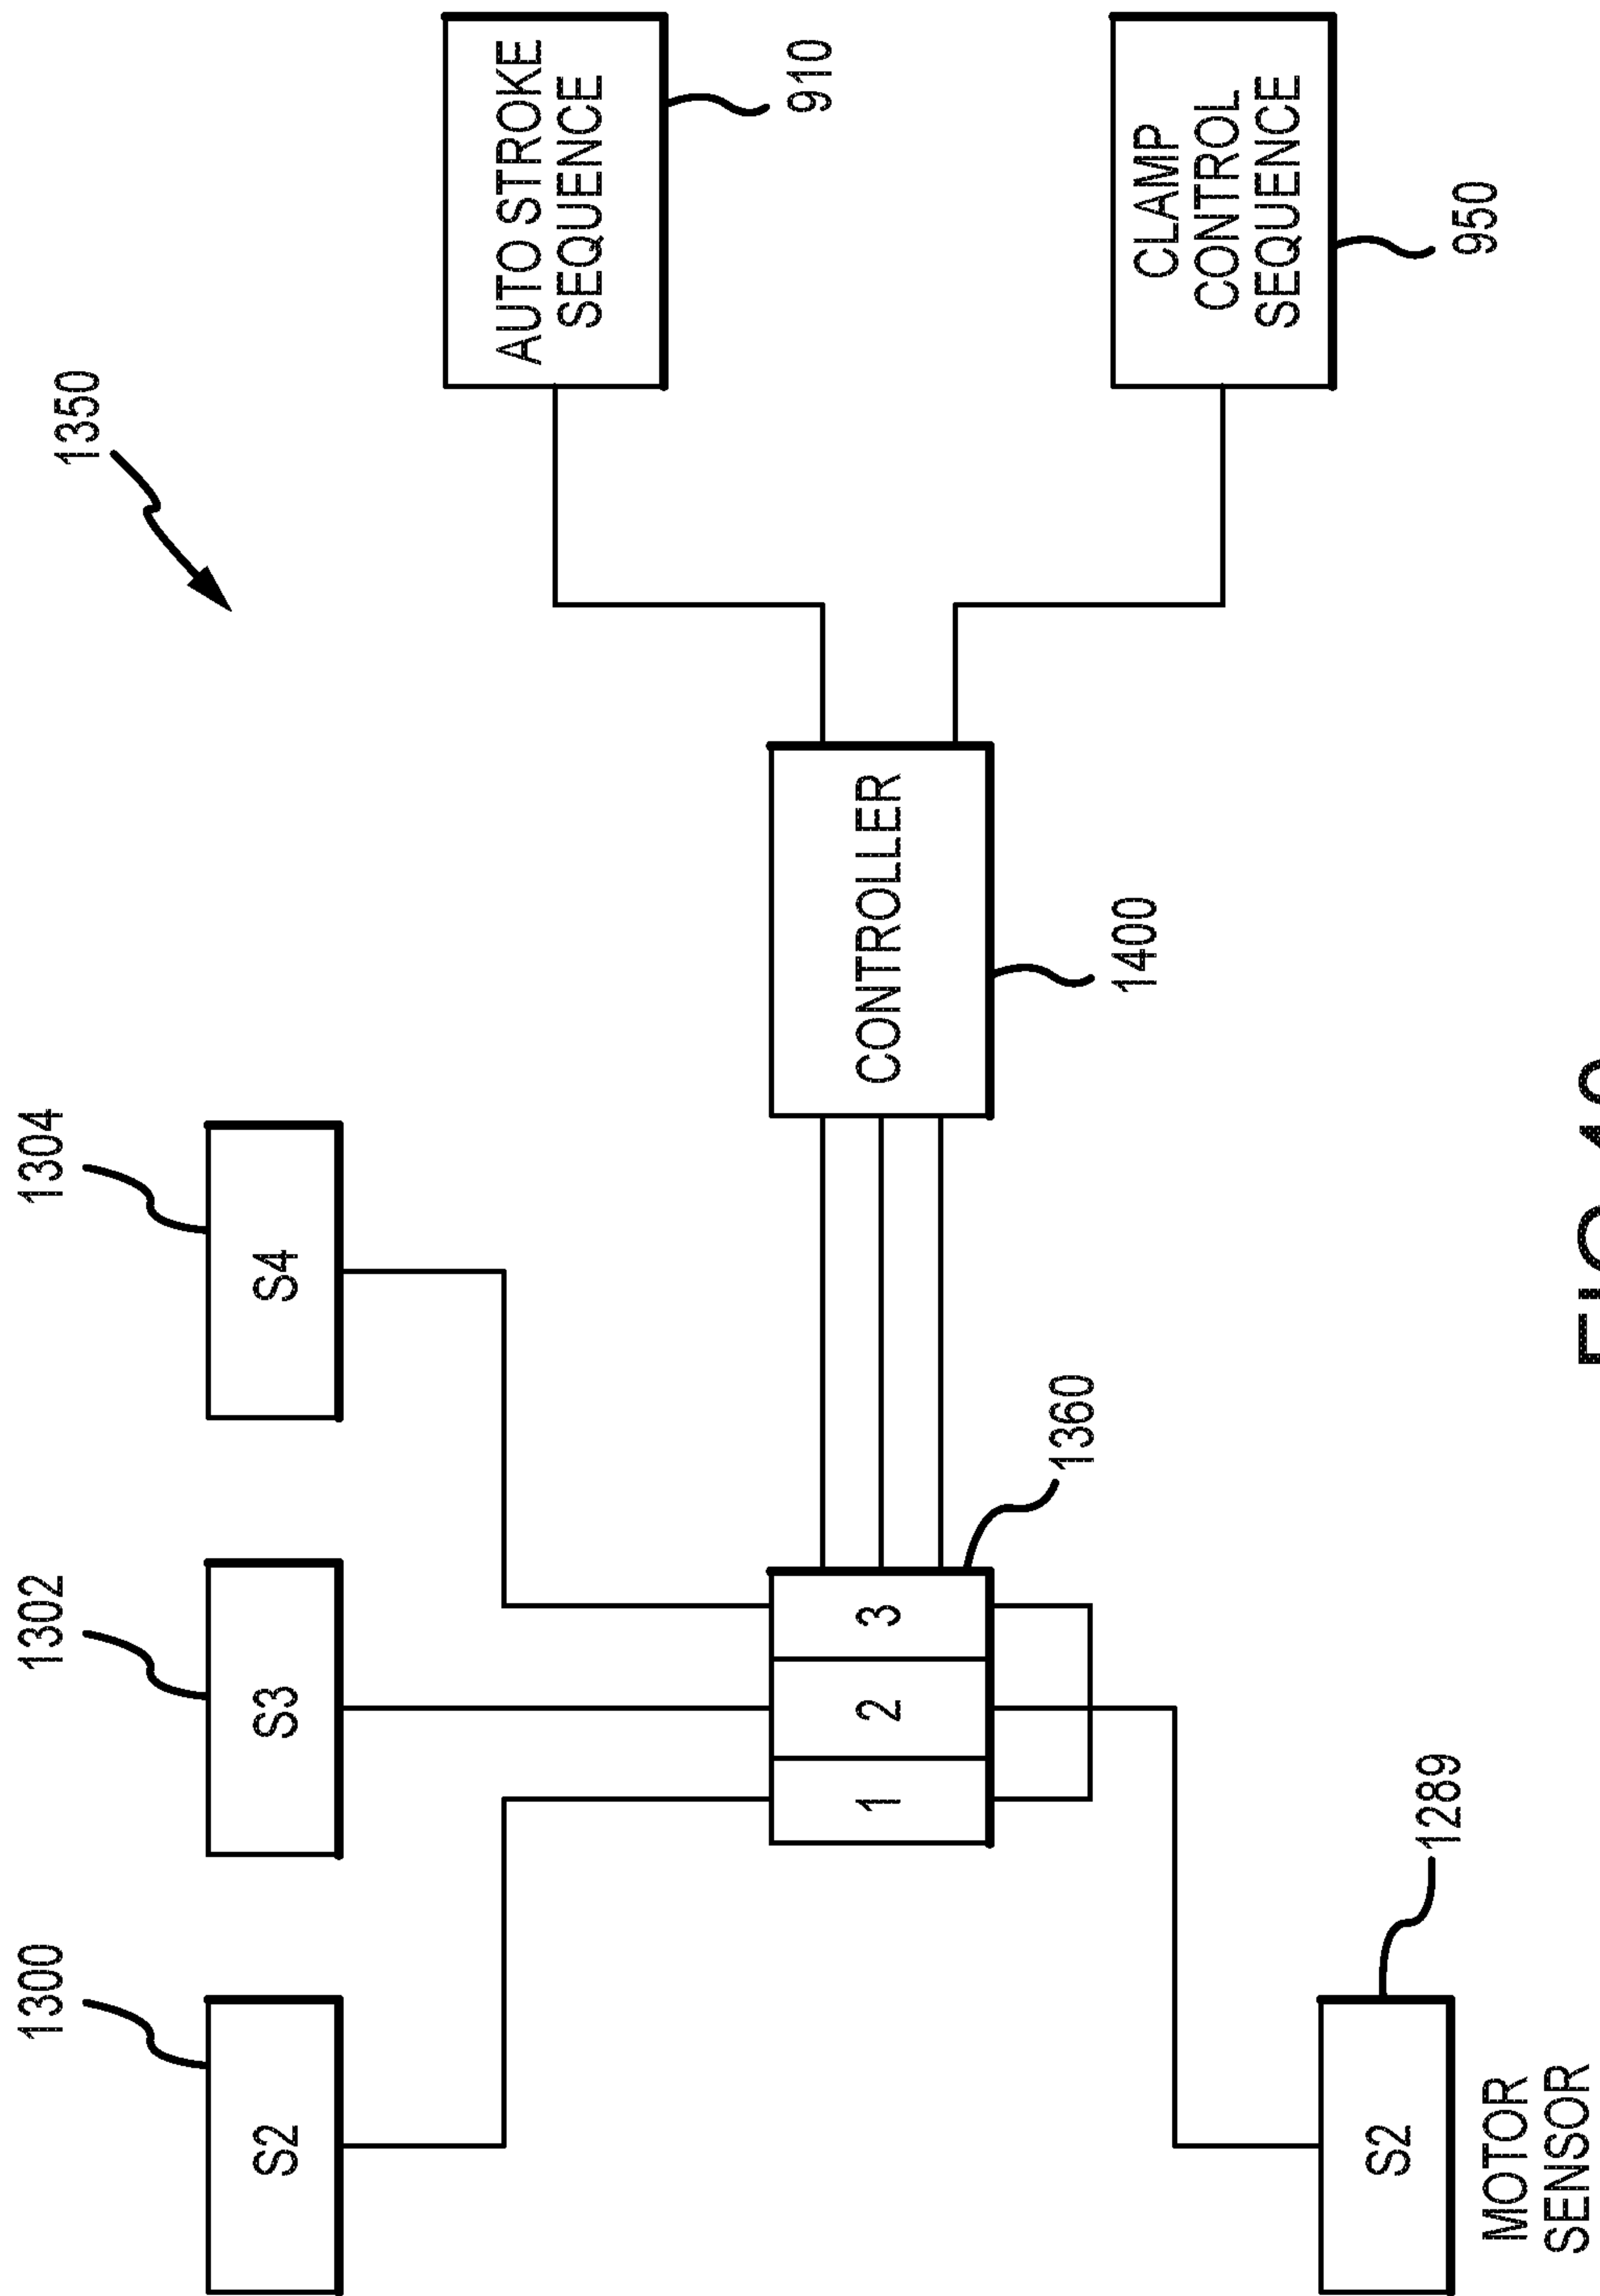 1300
1302
1304
1350
S2
S3
S4
AUTO STROKE
SEQUENCE
910
1 2 3
CONTROLLER
1360
1400
CLAMP
CONTROL
SEQUENCE
950
S2
1289
MOTOR
SENSOR